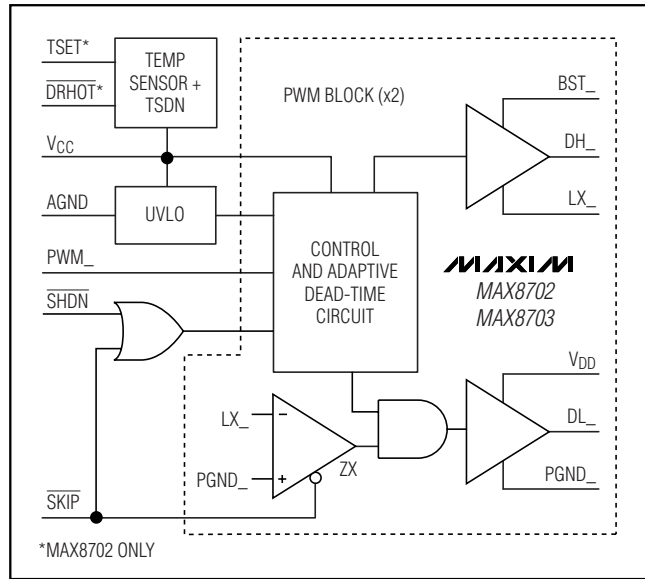 TSET*
DRHOT*
VCC
AGND
PWM_
SHDN
SKIP
TEMP
SENSOR +
TSDN
UVLO
PWM BLOCK (x2)
CONTROL
AND ADAPTIVE
DEAD-TIME
CIRCUIT
BST_
DH_
LX_
MAXIM
MAX8702
MAX8703
VDD
DL_
PGND_
LX_
−
PGND_
+
ZX
*MAX8702 ONLY